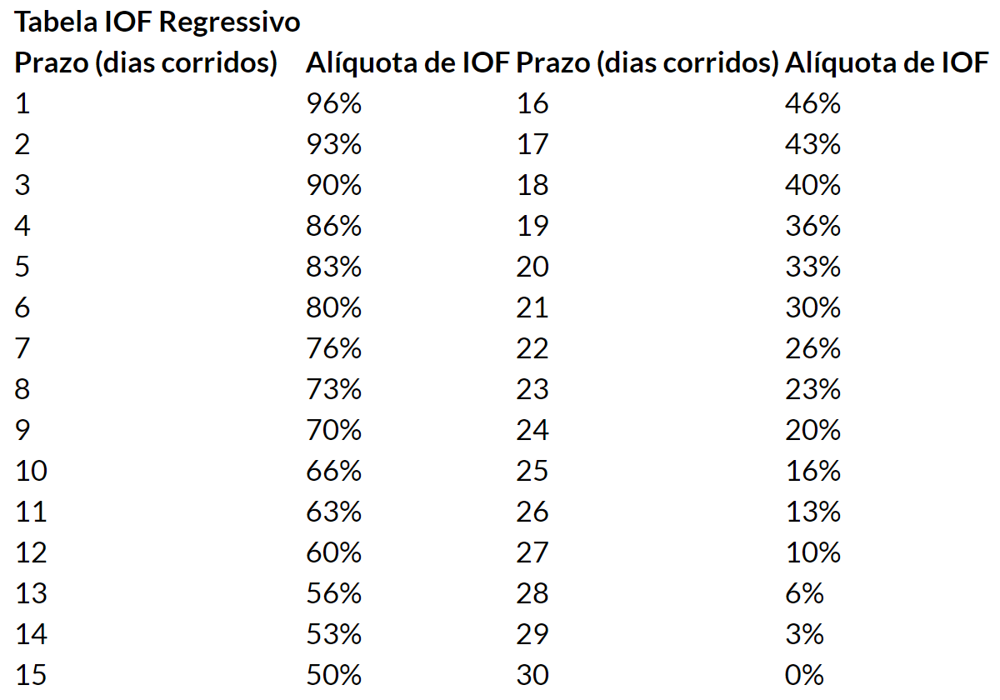 Tabela IOF Regressivo
Prazo (dias corridos) Alíquota de IOF Prazo (dias corridos) Alíquota de IOF
1 96% 16 46%
2 93% 17 43%
3 90% 18 40%
4 86% 19 36%
5 83% 20 33%
6 80% 21 30%
7 76% 22 26%
8 73% 23 23%
9 70% 24 20%
10 66% 25 16%
11 63% 26 13%
12 60% 27 10%
13 56% 28 6%
14 53% 29 3%
15 50% 30 0%